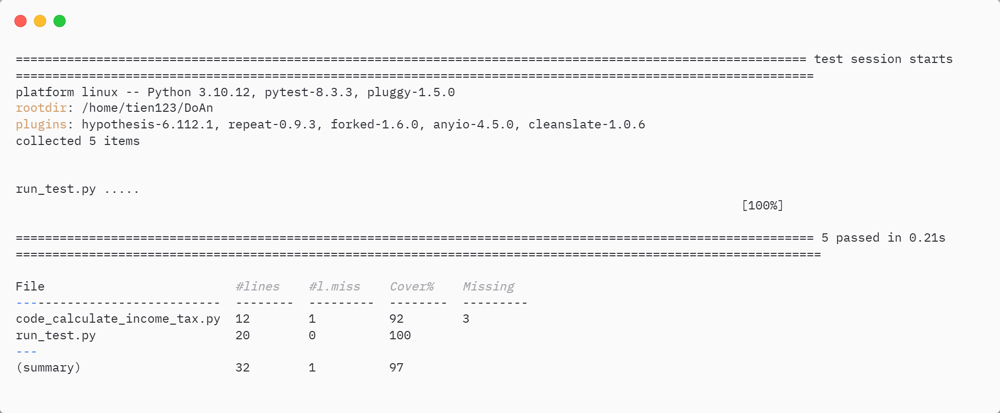 ============================================================================================================ test session starts
=============================================================================================================
platform linux -- Python 3.10.12, pytest-8.3.3, pluggy-1.5.0
rootdir: /home/tien123/DoAn
plugins: hypothesis-6.112.1, repeat-0.9.3, forked-1.6.0, anyio-4.5.0, cleanslate-1.0.6
collected 5 items
run_test.py .....
[100%]
============================================================================================================= 5 passed in 0.21s
==============================================================================================================
File #lines #l.miss Cover% Missing
---------------------------- -------- --------- -------- ---------
code_calculate_income_tax.py 12 1 92 3
run_test.py 20 0 100
---
(summary) 32 1 97